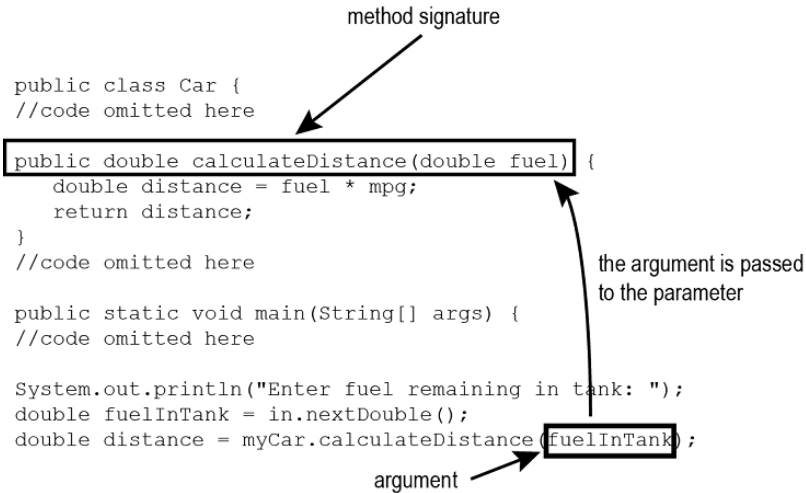 method signature
public class Car {
//code omitted here
public double calculateDistance(double fuel) {
double distance = fuel * mpg;
return distance;
}
//code omitted here
the argument is passed
to the parameter
public static void main(String[] args) {
//code omitted here
System.out.println("Enter fuel remaining in tank: ");
double fuelInTank = in.nextDouble();
double distance = myCar.calculateDistance(fuelInTank);
argument